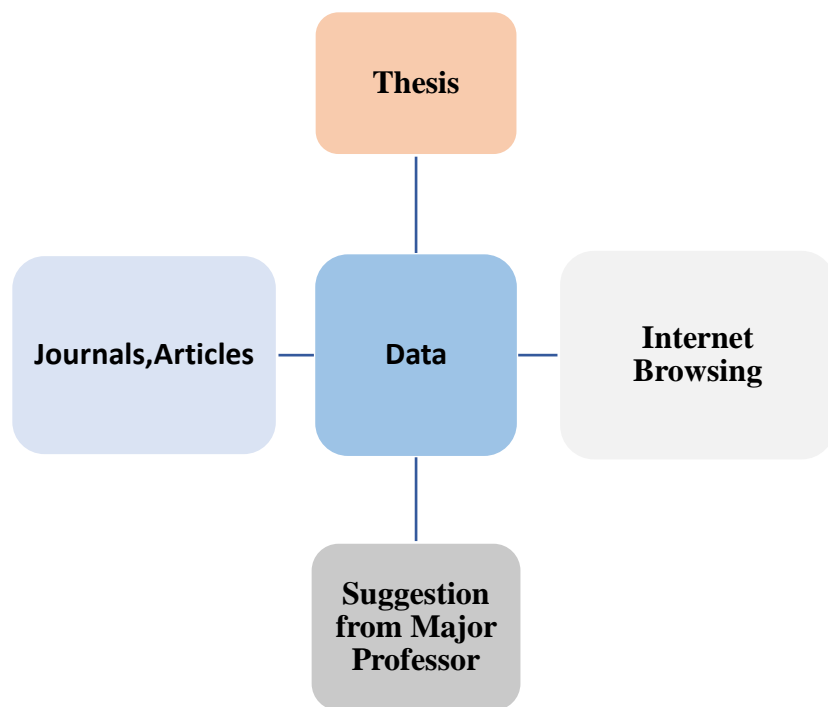 Thesis
Journals,Articles
Data
Internet
Browsing
Suggestion
from Major
Professor